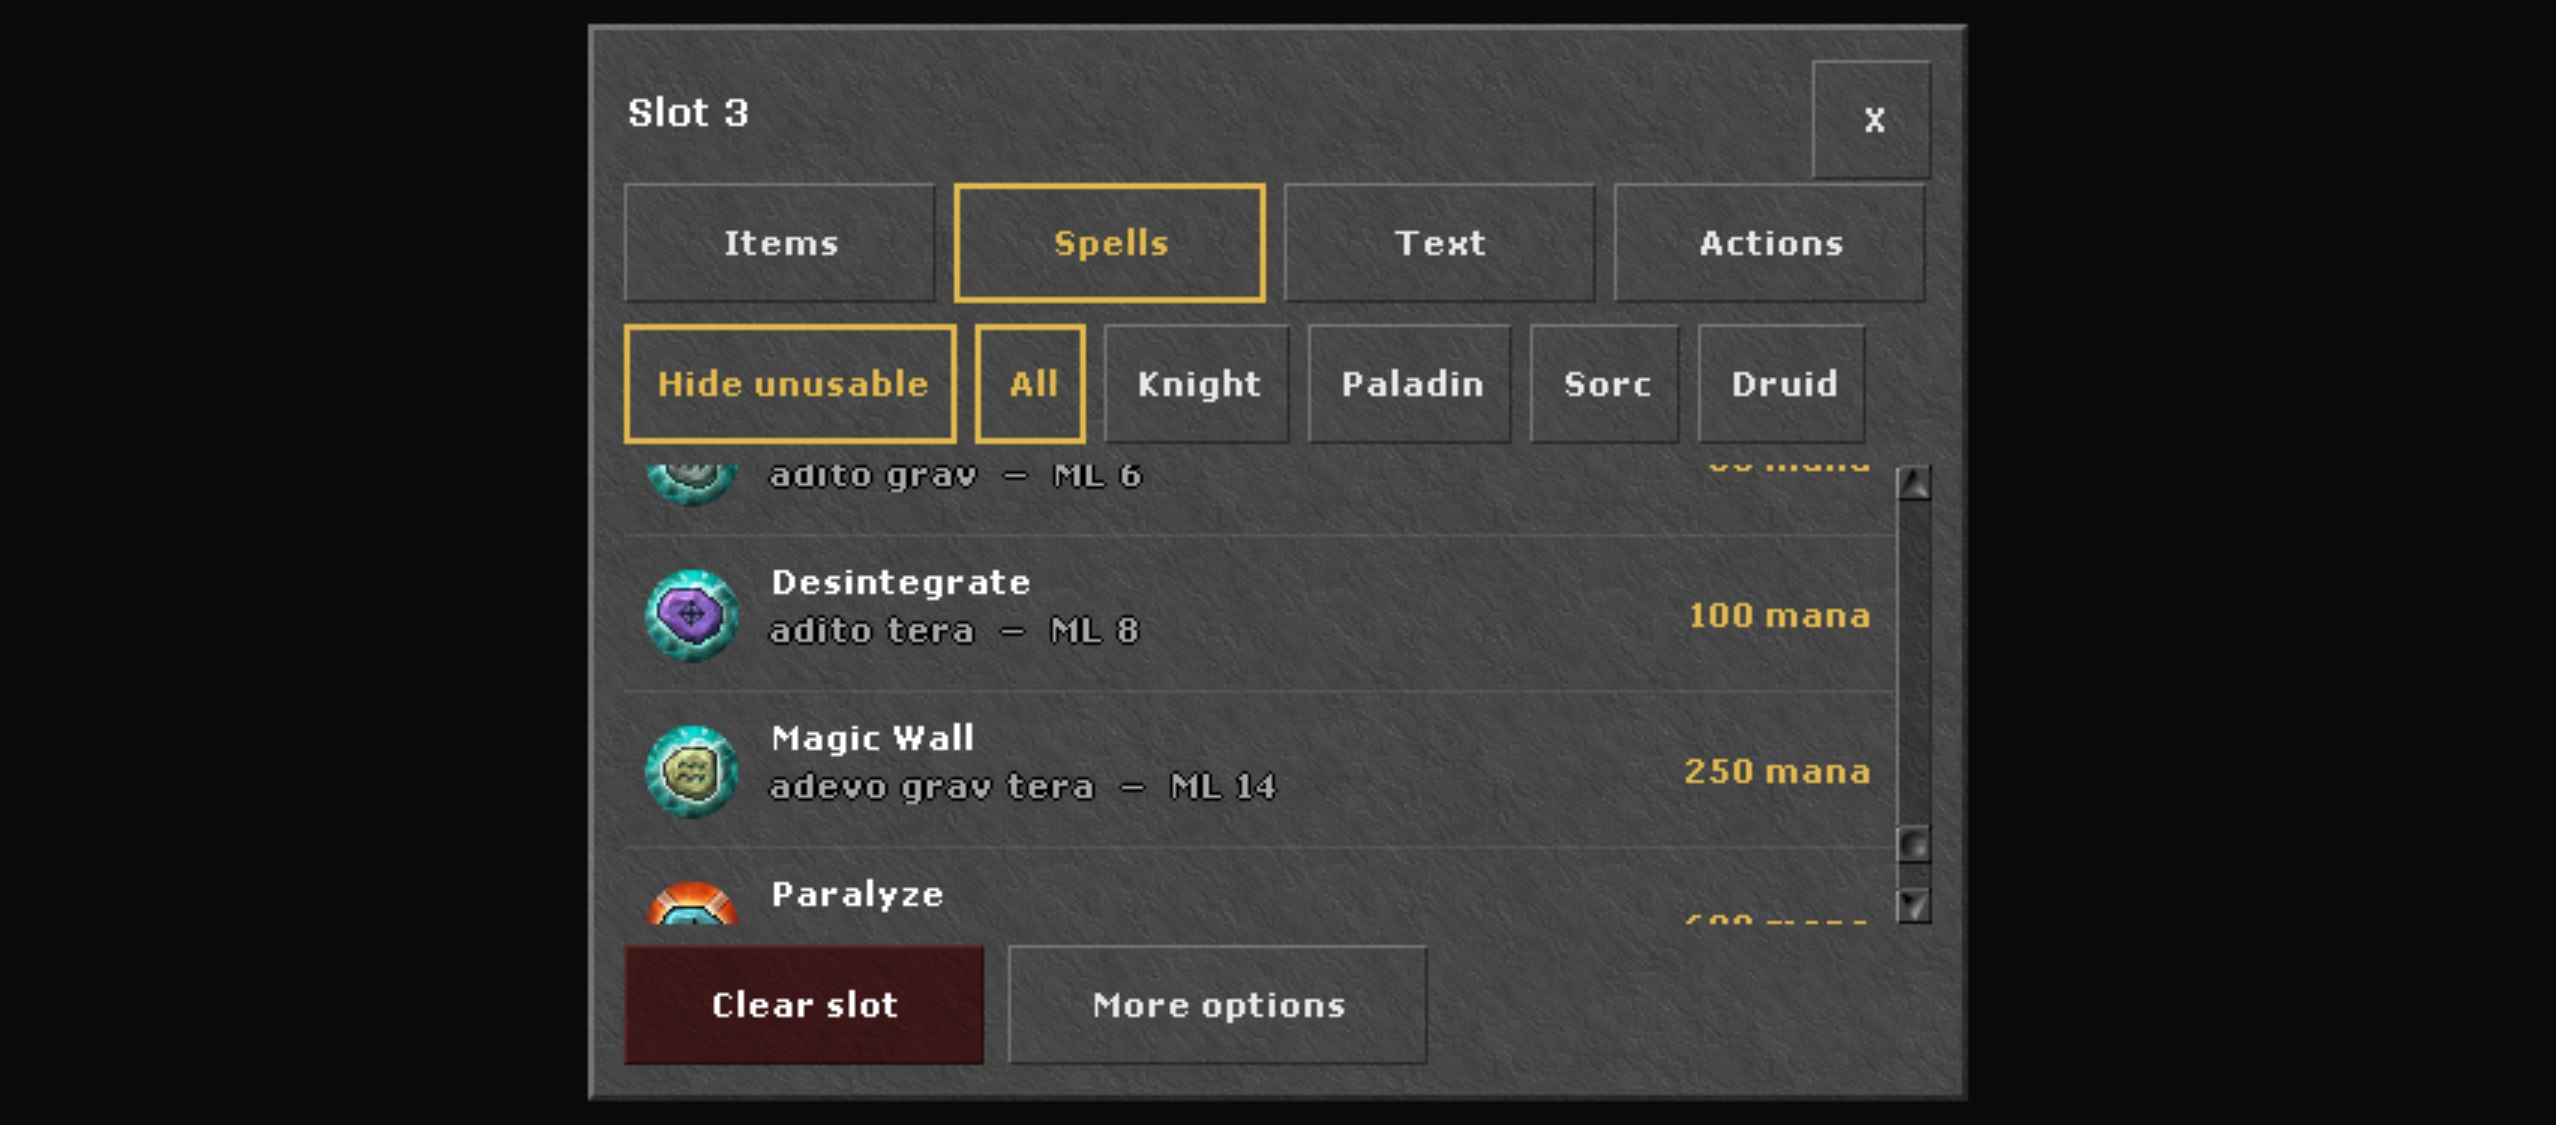 Slot 3
x
Items Spells Text Actions
Hide unusable All Knight Paladin Sorc Druid
adito grav – ML 6
mana
Desintegrate
adito tera – ML 8
100 mana
Magic Wall
adevo grav tera – ML 14
250 mana
Paralyze
Clear slot More options